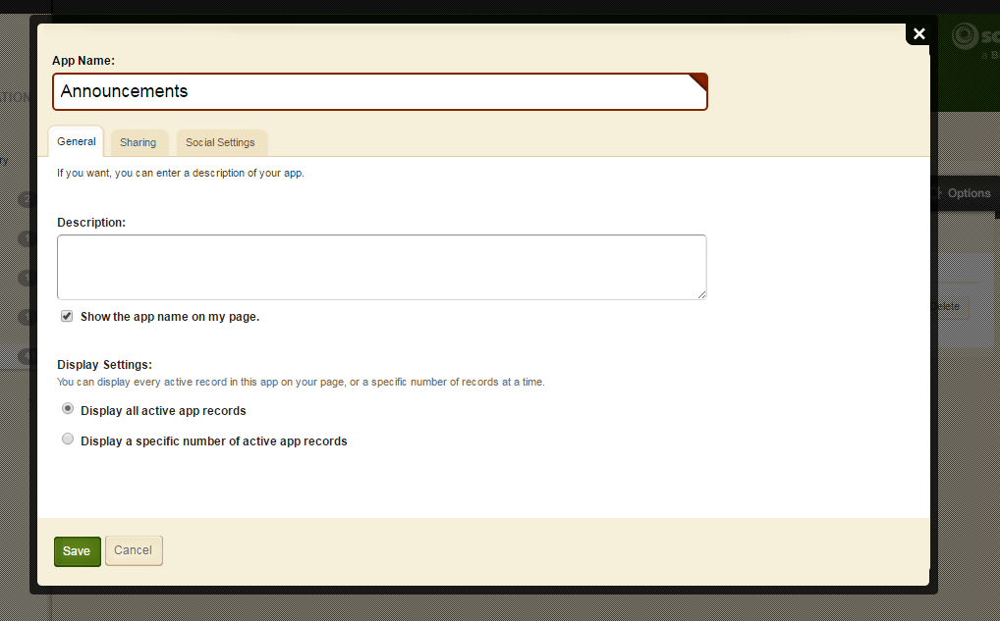 App Name:
Announcements
General
Sharing
Social Settings
If you want, you can enter a description of your app.
Description:
Show the app name on my page.
Display Settings:
You can display every active record in this app on your page, or a specific number of records at a time.
Display all active app records
Display a specific number of active app records
Save
Cancel
Options